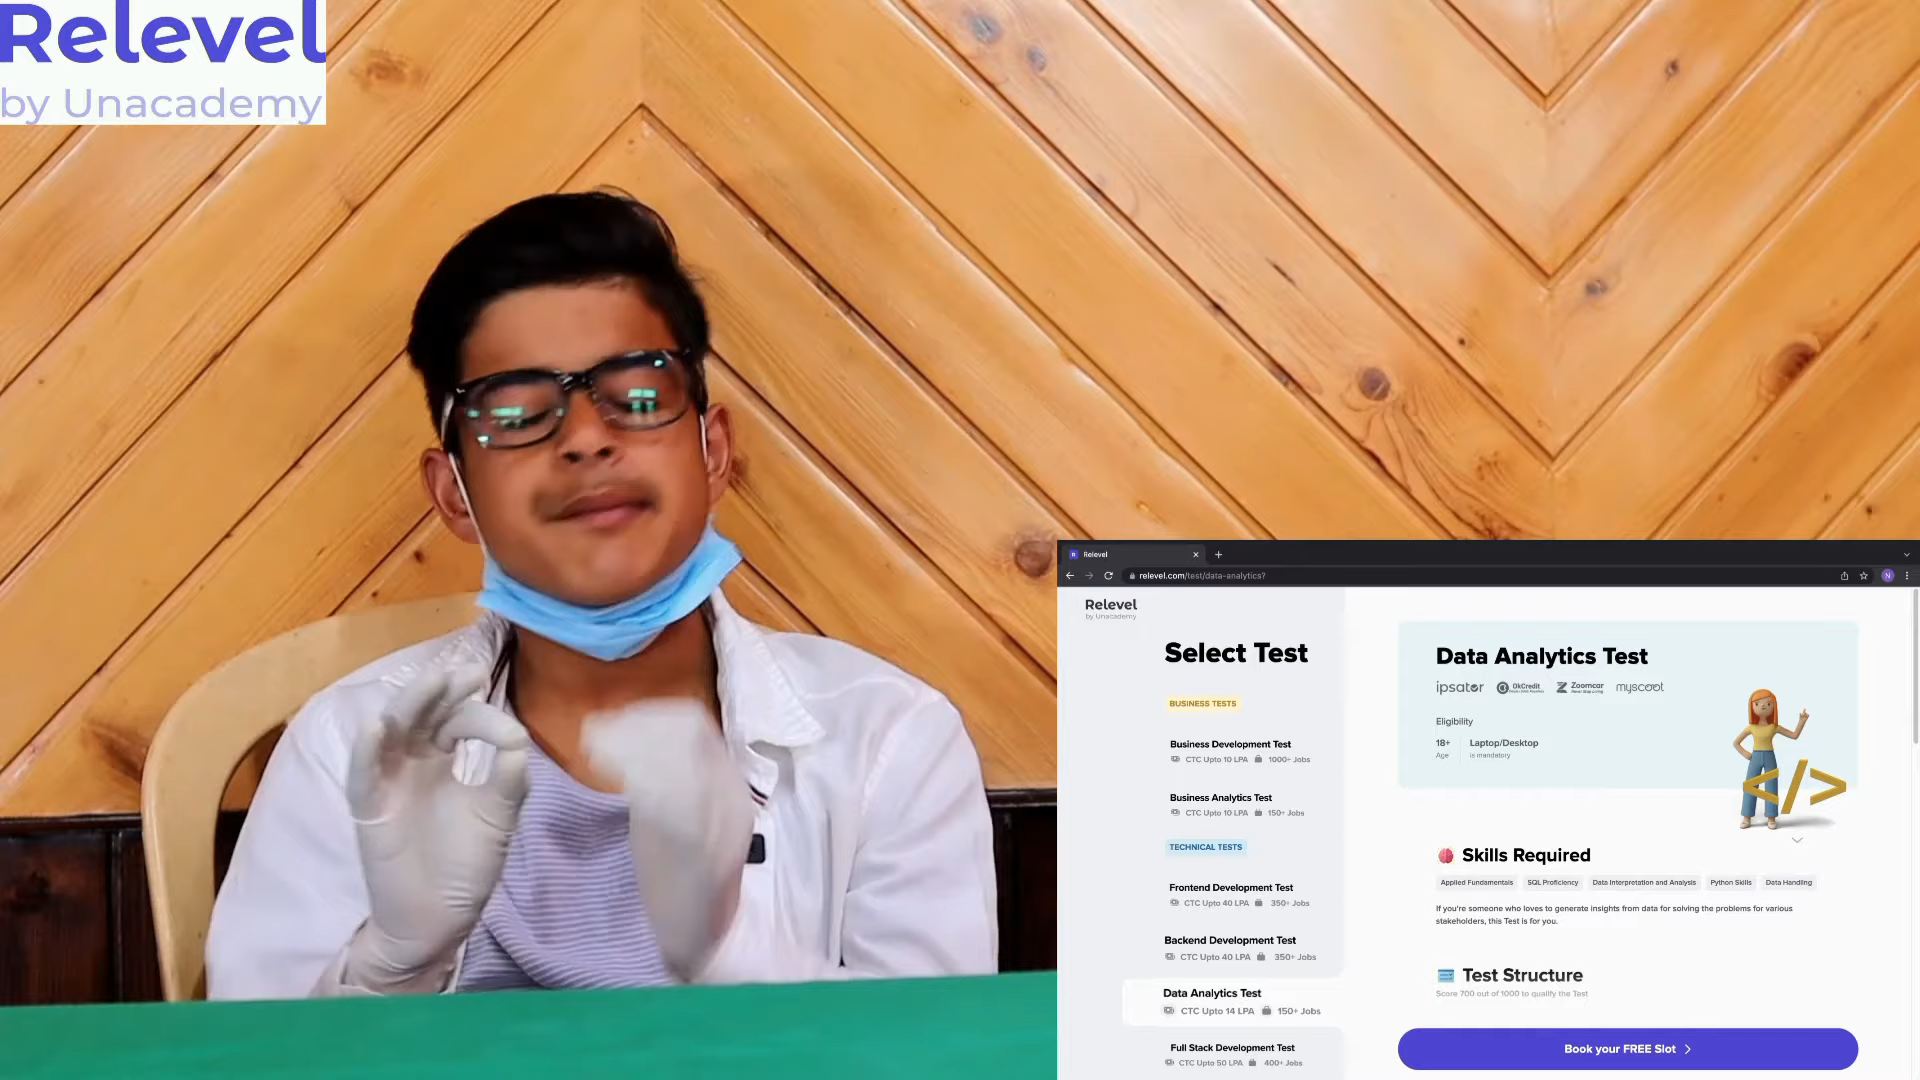 Relevel
by Unacademy
Relevel
relevel.com/test/data-analytics?
N
Relevel
by Unacademy
Select Test
BUSINESS TESTS
Business Development Test
CTC Upto 10 LPA 1000+ Jobs
Business Analytics Test
CTC Upto 10 LPA 150+ Jobs
TECHNICAL TESTS
Frontend Development Test
CTC Upto 40 LPA 350+ Jobs
Backend Development Test
CTC Upto 40 LPA 350+ Jobs
Data Analytics Test
CTC Upto 14 LPA 150+ Jobs
Full Stack Development Test
CTC Upto 50 LPA 400+ Jobs
Data Analytics Test
ipsator OkCredit Zoomcar myscoot
Eligibility
18+ Laptop/Desktop
Age is mandatory
</>
Skills Required
Applied Fundamentals SQL Proficiency Data Interpretation and Analysis Python Skills Data Handling
If you're someone who loves to generate insights from data for solving the problems for various
stakeholders, this Test is for you.
Test Structure
Score 700 out of 1000 to qualify the Test
Book your FREE Slot